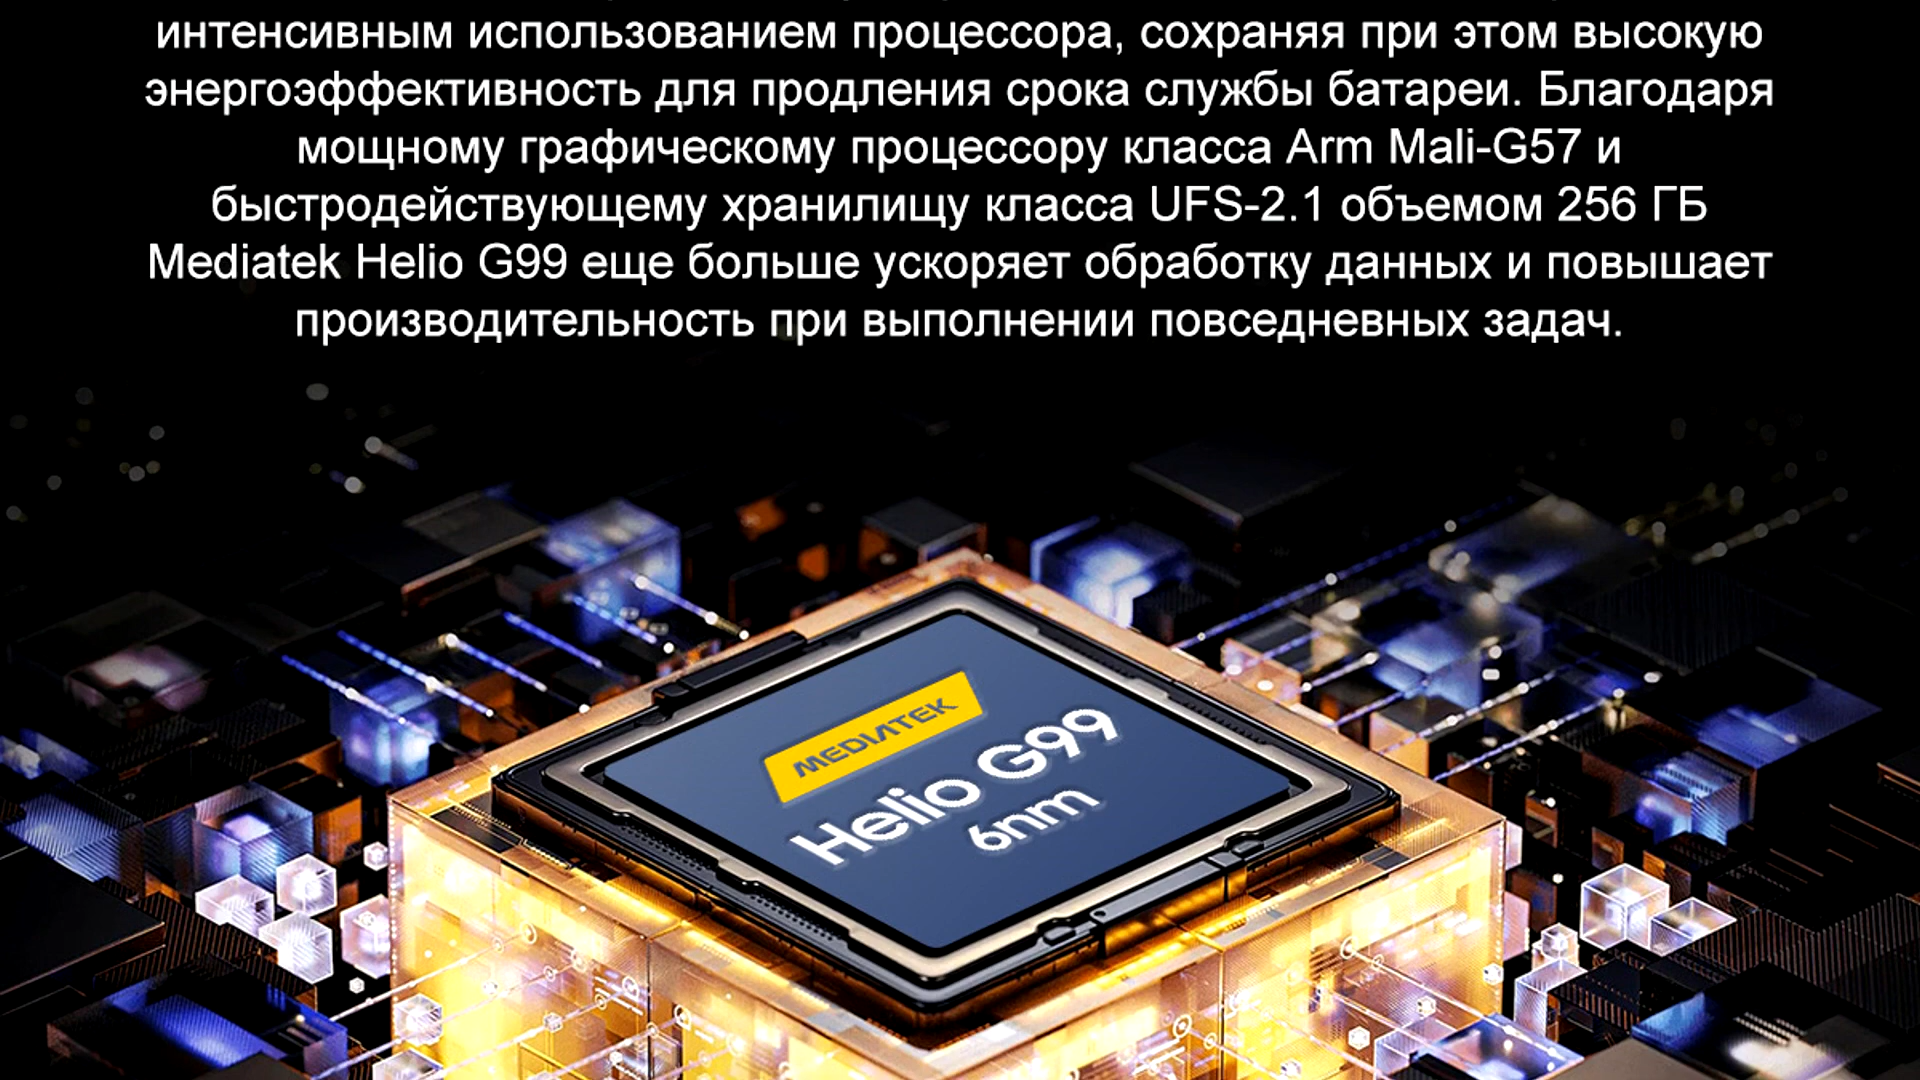 интенсивным использованием процессора, сохраняя при этом высокую
энергоэффективность для продления срока службы батареи. Благодаря
мощному графическому процессору класса Arm Mali-G57 и
быстродействующему хранилищу класса UFS-2.1 объемом 256 ГБ
Mediatek Helio G99 еще больше ускоряет обработку данных и повышает
производительность при выполнении повседневных задач.
MEDIATEK
Helio G99
6nm